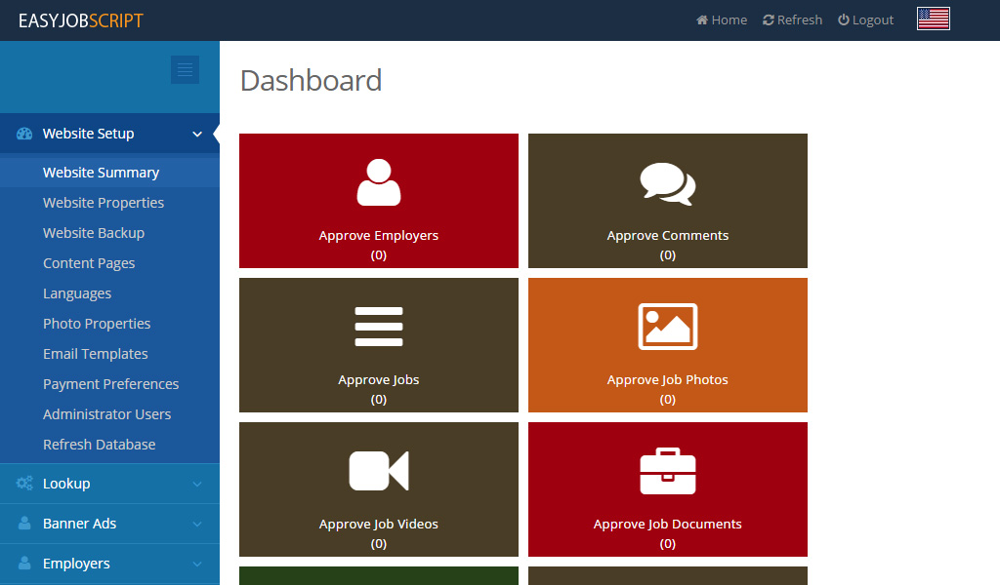 EASYJOBSCRIPT
Home Refresh Logout
Dashboard
Website Setup
Website Summary
Website Properties
Website Backup
Content Pages
Languages
Photo Properties
Email Templates
Payment Preferences
Administrator Users
Refresh Database
Lookup
Banner Ads
Employers
Approve Employers
(0)
Approve Comments
(0)
Approve Jobs
(0)
Approve Job Photos
(0)
Approve Job Videos
(0)
Approve Job Documents
(0)